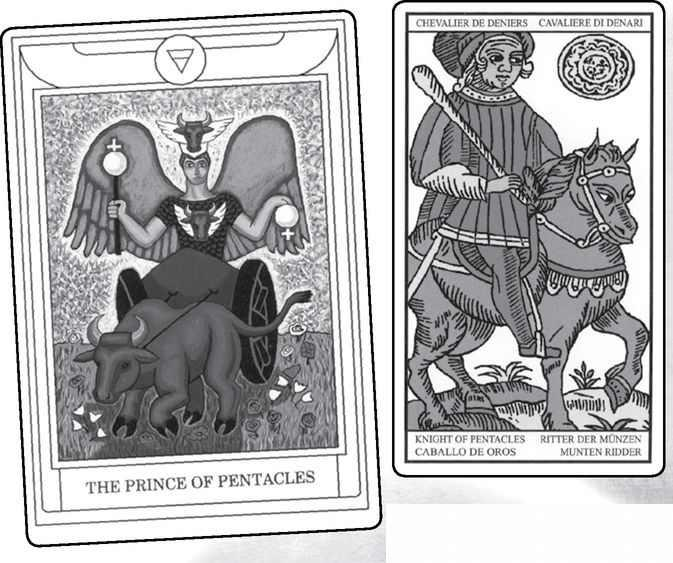 THE PRINCE OF PENTACLES
CHEVALIER DE DENIERS CAVALIERE DI DENARI
KNIGHT OF PENTACLES RITTER DER MÜNZEN
CABALLO DE OROS MUNTEN RIDDER